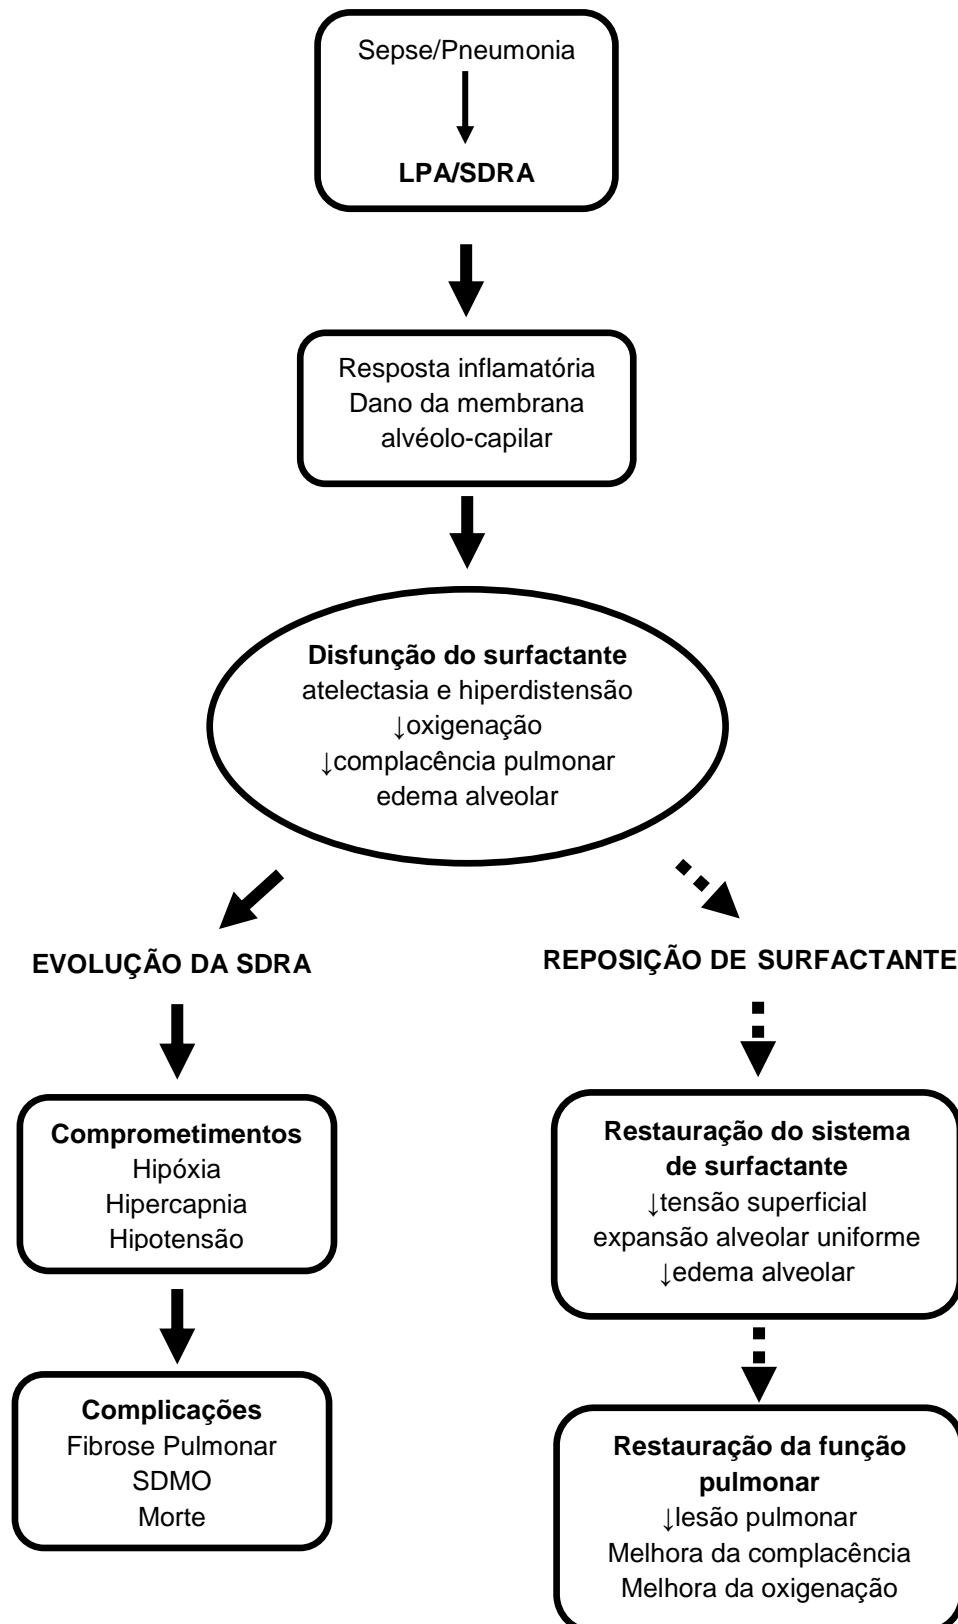 Sepse/Pneumonia
LPA/SDRA
Resposta inflamatória
Dano da membrana
alvéolo-capilar
Disfunção do surfactante
atelectasia e hiperdistensão
↓oxigenação
↓complacência pulmonar
edema alveolar
EVOLUÇÃO DA SDRA
Comprometimentos
Hipóxia
Hipercapnia
Hipotensão
Complicações
Fibrose Pulmonar
SDMO
Morte
REPOSIÇÃO DE SURFACTANTE
Restauração do sistema
de surfactante
↓tensão superficial
expansão alveolar uniforme
↓edema alveolar
Restauração da função
pulmonar
↓lesão pulmonar
Melhora da complacência
Melhora da oxigenação